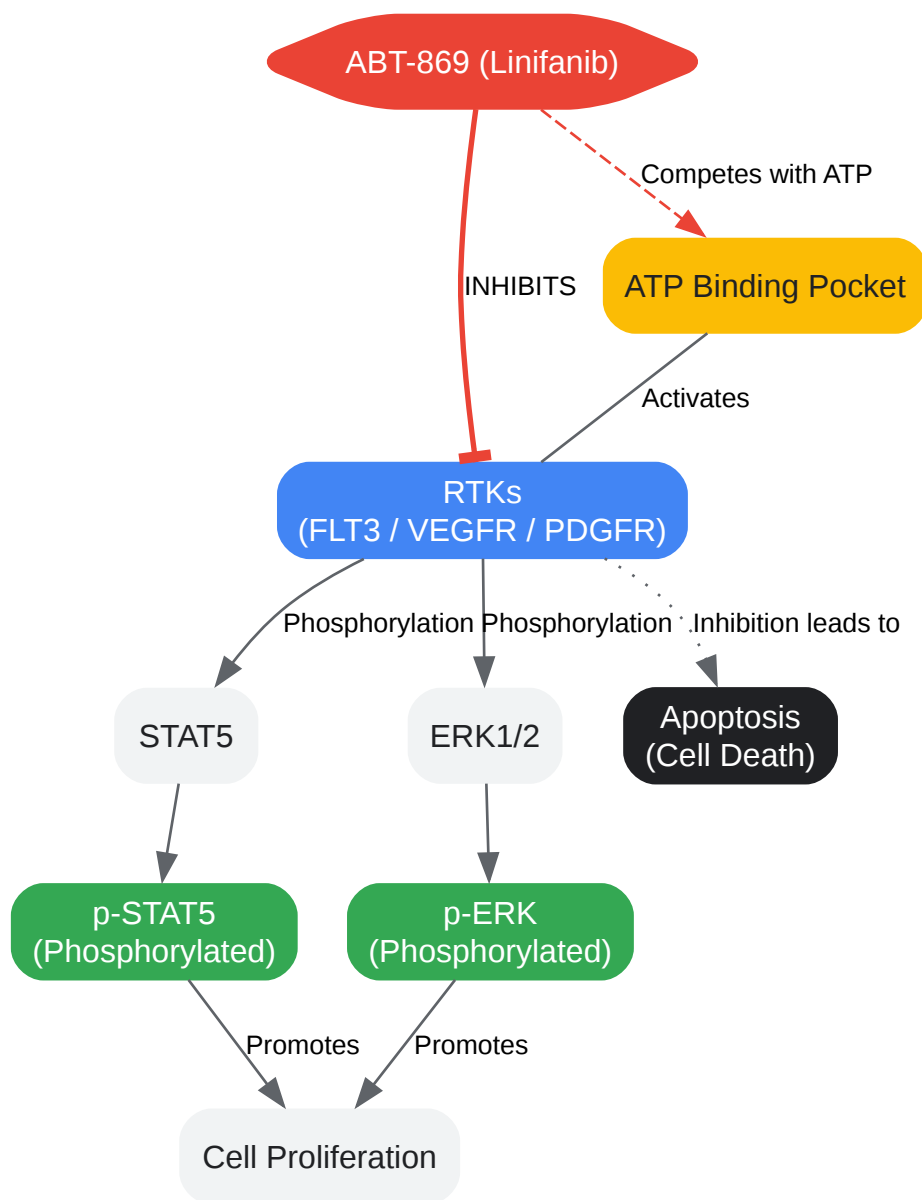 ABT-869 (Linifanib)
Competes with ATP
ATP Binding Pocket
INHIBITS
Activates
RTKs
(FLT3 / VEGFR / PDGFR)
Phosphorylation
Phosphorylation
Inhibition leads to
STAT5
ERK1/2
Apoptosis
(Cell Death)
p-STAT5
(Phosphorylated)
p-ERK
(Phosphorylated)
Promotes
Promotes
Cell Proliferation